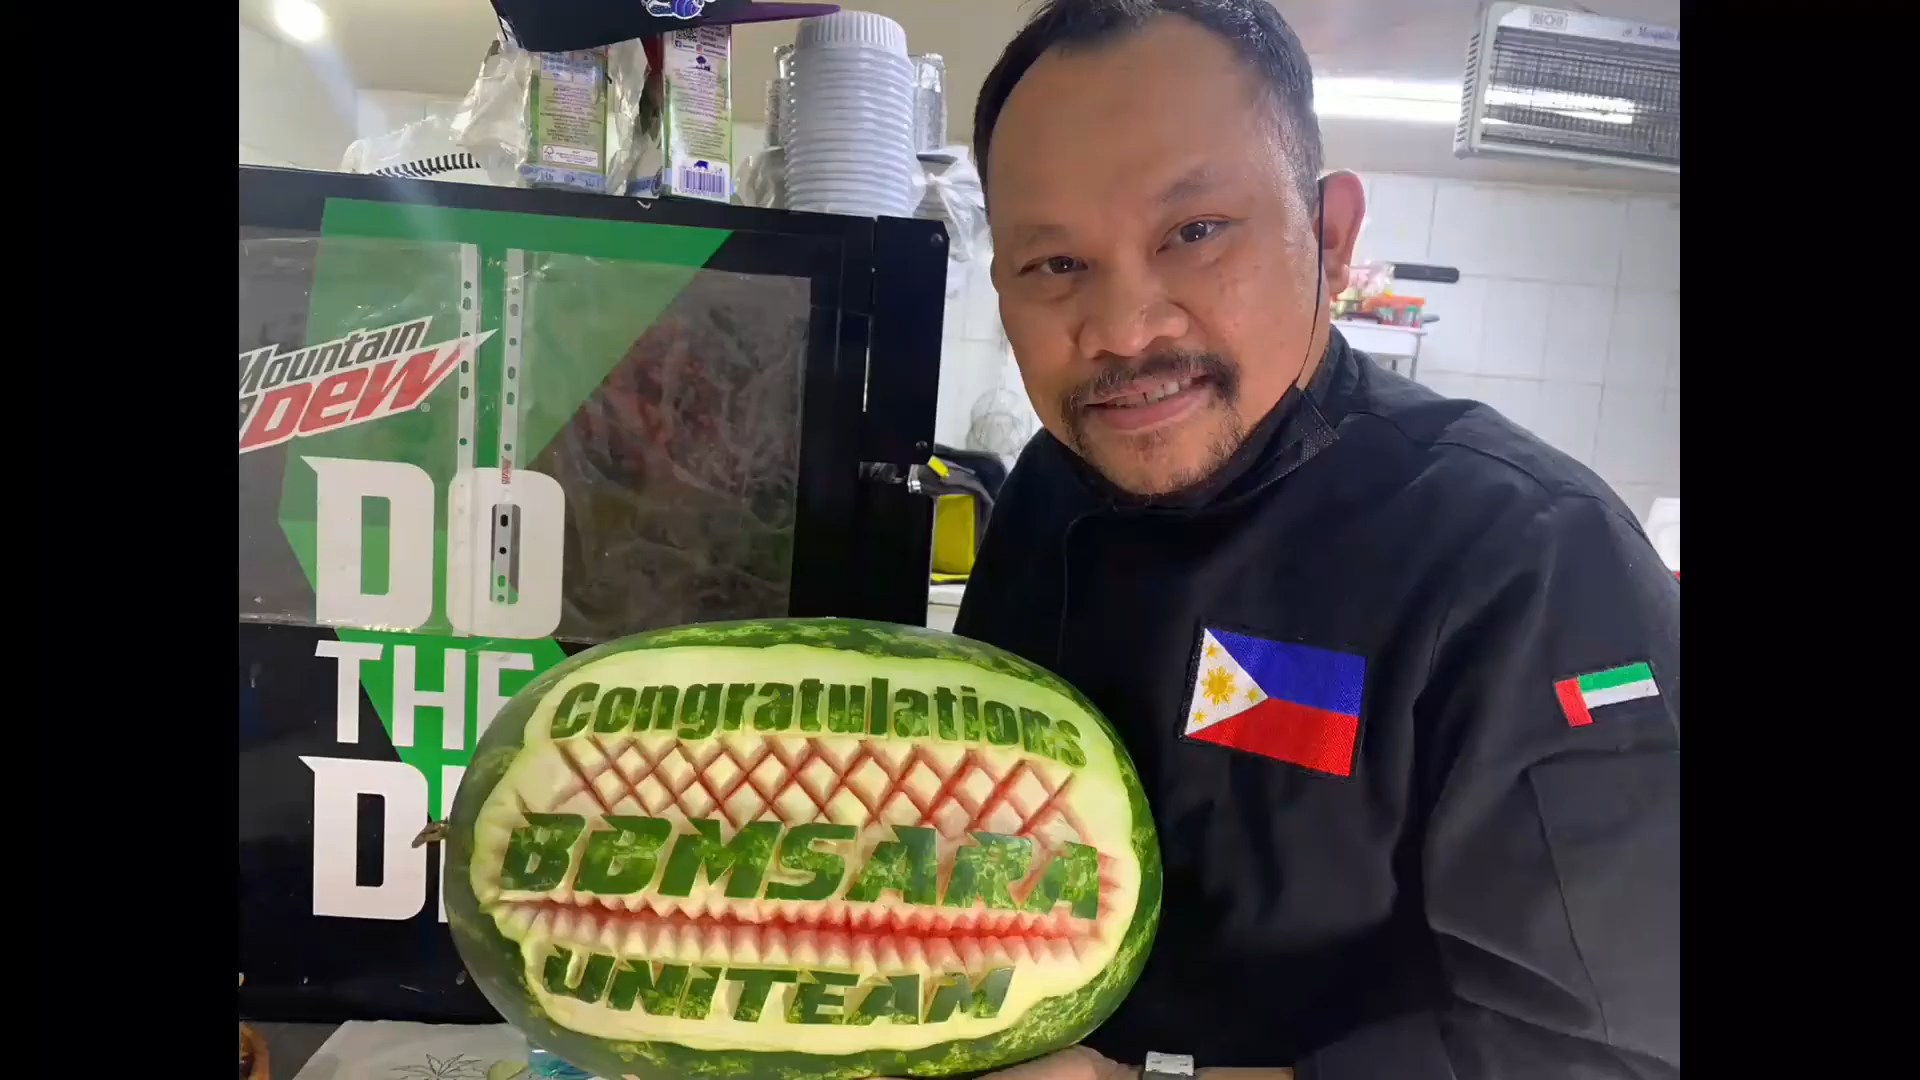 Mountain
Dew
DO
THE
D
Congratulations
BBMSARA
UNITEAM